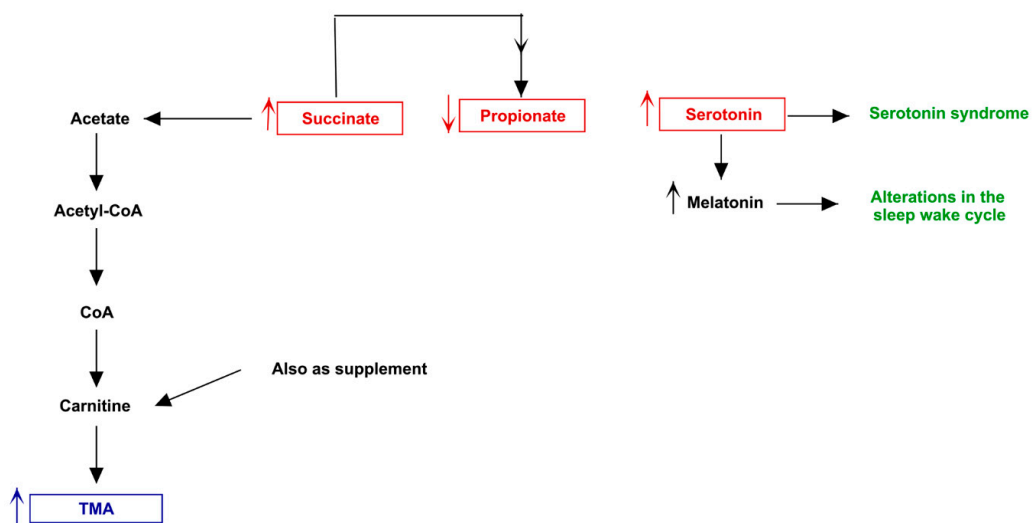 Acetate
Succinate
Propionate
Serotonin
Serotonin syndrome
Acetyl-CoA
Melatonin
Alterations in the
sleep wake cycle
CoA
Also as supplement
Carnitine
TMA